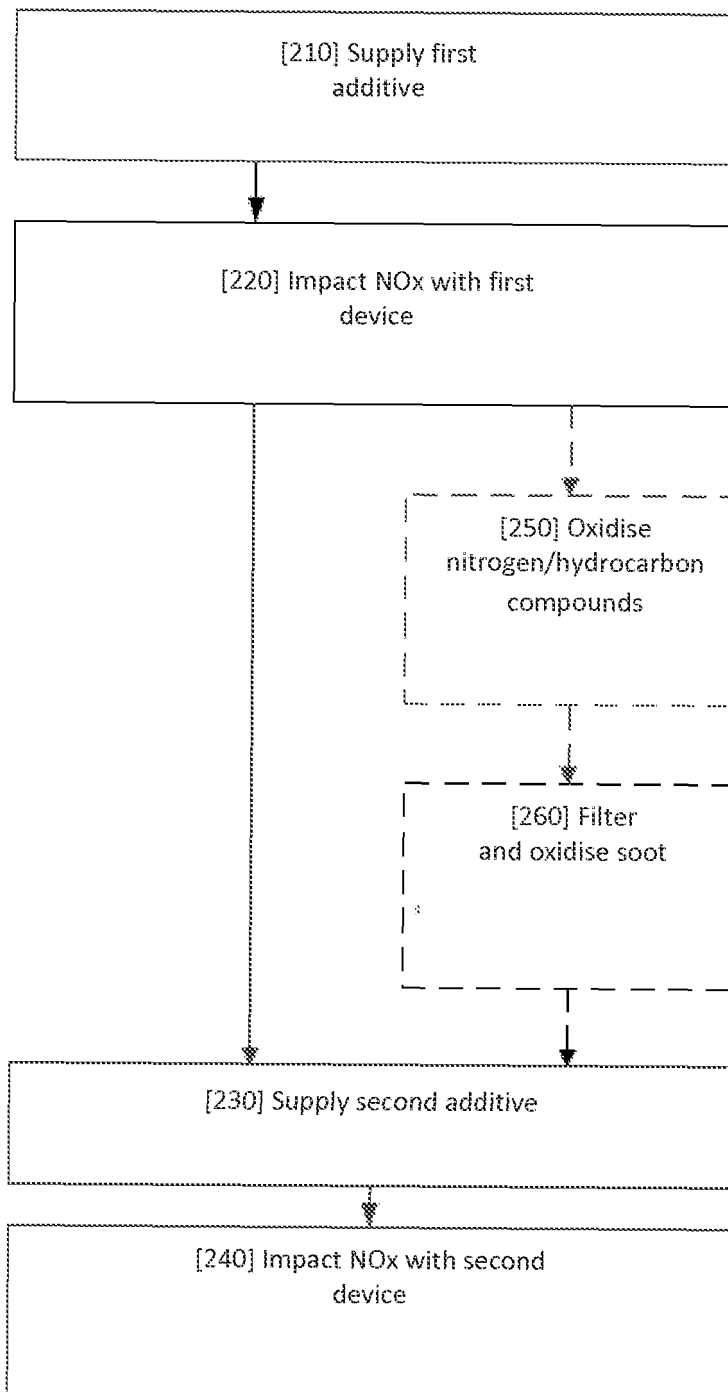 [210] Supply first
additive
[220] Impact NOx with first
device
[250] Oxidise
nitrogen/hydrocarbon
compounds
[260] Filter
and oxidise soot
[230] Supply second additive
[240] Impact NOx with second
device